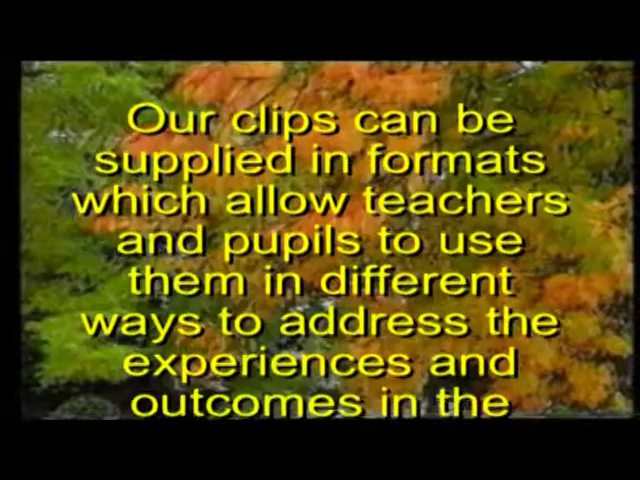 Our clips can be
supplied in formats
which allow teachers
and pupils to use
them in different
ways to address the
experiences and
outcomes in the